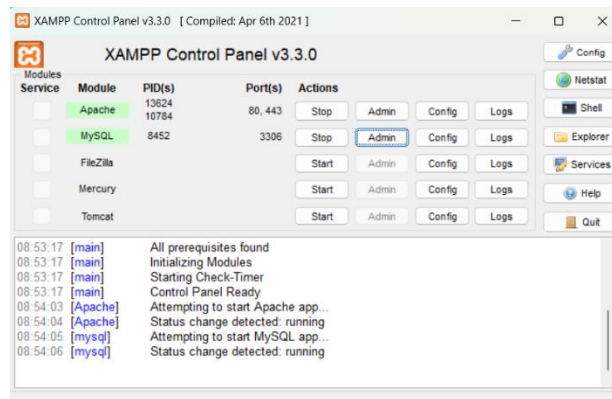 XAMPP Control Panel v3.3.0 [ Compiled: Apr 6th 2021 ]
XAMPP Control Panel v3.3.0
Config
Modules
Service Module PID(s) Port(s) Actions
Netstat
Apache 13624 10784 80, 443 Stop Admin Config Logs
Shell
MySQL 8452 3306 Stop Admin Config Logs
Explorer
FileZilla Start Admin Config Logs
Services
Mercury Start Admin Config Logs
Help
Tomcat Start Admin Config Logs
Quit
08:53:17 [main] All prerequisites found
08:53:17 [main] Initializing Modules
08:53:17 [main] Starting Check-Timer
08:53:17 [main] Control Panel Ready
08:54:03 [Apache] Attempting to start Apache app...
08:54:04 [Apache] Status change detected: running
08:54:05 [mysql] Attempting to start MySQL app...
08:54:06 [mysql] Status change detected: running